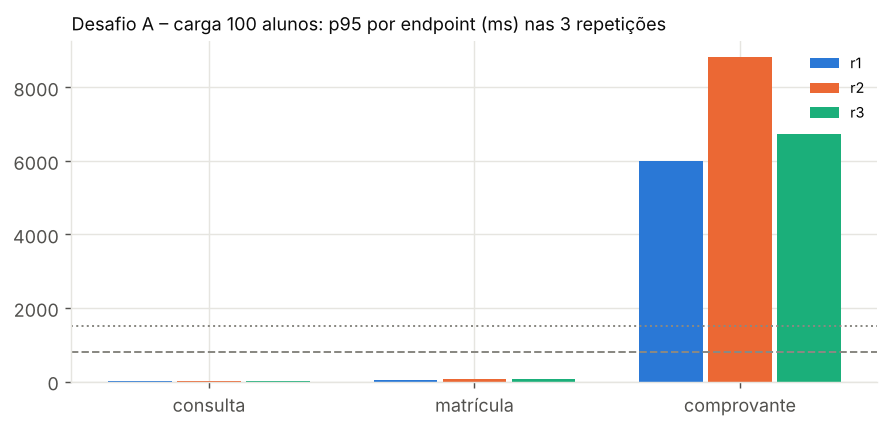 Desafio A – carga 100 alunos: p95 por endpoint (ms) nas 3 repetições
r1
r2
r3
8000
6000
4000
2000
0
consulta
matrícula
comprovante